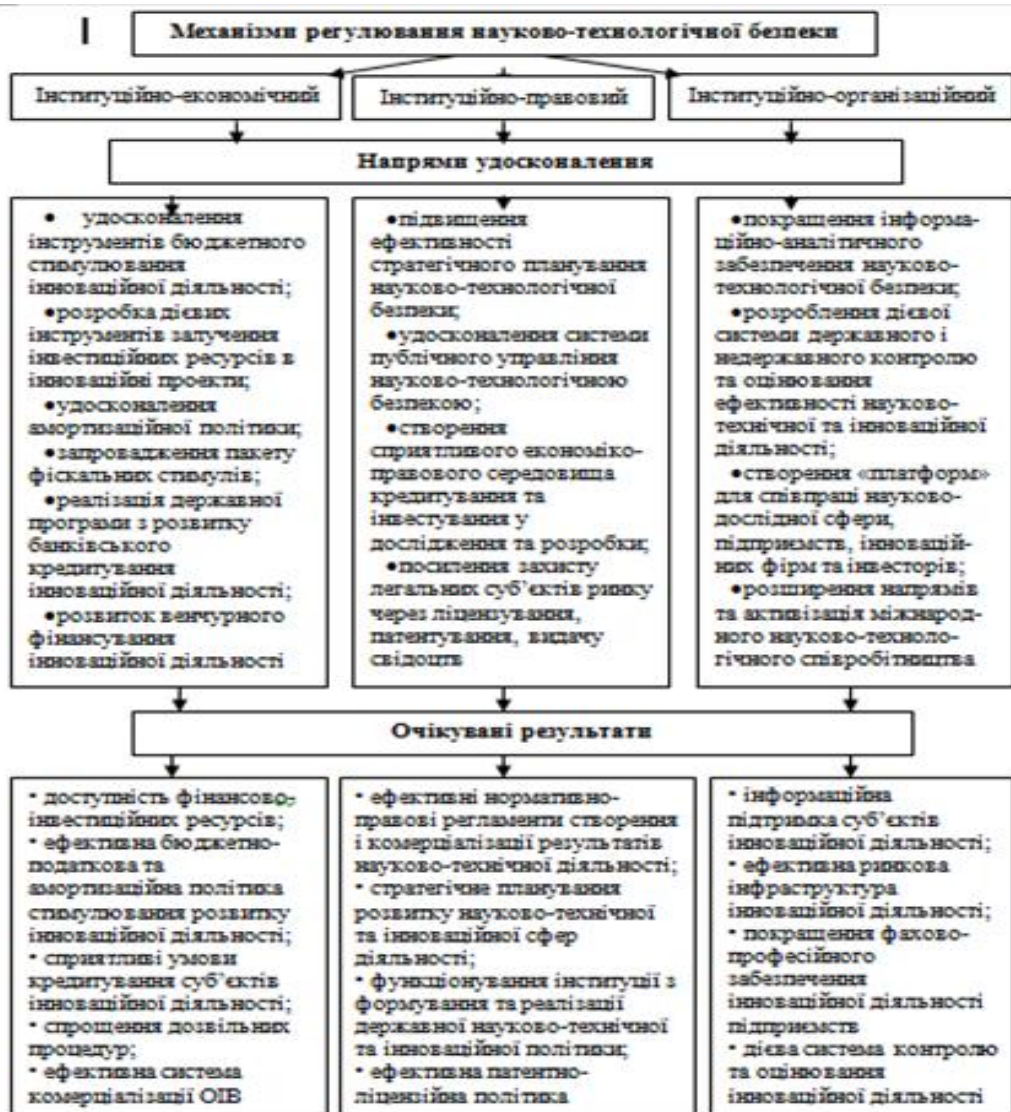 Механізми регулювання науково-технологічної безпеки
Інституційно-економічний
Інституційно-правовий
Інституційно-організаційний
Напрями удосконалення
• удосконалення
інструментів бюджетного
стимулювання
інноваційної діяльності;
•розробка дієвих
інструментів залучення
інвестиційних ресурсів в
інноваційні проекти;
•удосконалення
амортизаційної політики;
•запровадження пакету
фіскальних стимулів;
•реалізація державної
програми з розвитку
банківського
кредитування
інноваційної діяльності;
•розвиток венчурного
фінансування
інноваційної діяльності
•підвищення
ефективності
стратегічного планування
науково-технологічної
безпеки;
•удосконалення системи
публічного управління
науково-технологічною
безпекою;
•створення
сприятливого економіко-
правового середовища
кредитування та
інвестування у
дослідження та розробки;
•посилення захисту
легальних суб’єктів ринку
через ліцензування,
патентування, видачу
свідоцтв
•покращення інформа-
ційно-аналітичного
забезпечення науково-
технологічної безпеки;
•розроблення дієвої
системи державного і
недержавного контролю
та оцінювання
ефективності науково-
технічної та інноваційної
діяльності;
•створення «платформ»
для співпраці науково-
дослідної сфери,
підприємств, інновацій-
них фірм та інвесторів;
•розширення напрямів
та активізація міжнарод-
ного науково-техноло-
гічного співробітництва
Очікувані результати
• доступність фінансово-
інвестиційних ресурсів;
• ефективна бюджетно-
податкова та
амортизаційна політика
стимулювання розвитку
інноваційної діяльності;
• сприятливі умови
кредитування суб’єктів
інноваційної діяльності;
• спрощення дозвільних
процедур;
• ефективна система
комерціалізації ОІВ
• ефективні нормативно-
правові регламенти створення
і комерціалізації результатів
науково-технічної діяльності;
• стратегічне планування
розвитку науково-технічної
та інноваційної сфер
діяльності;
• функціонування інституції з
формування та реалізації
державної науково-технічної
та інноваційної політики;
• ефективна патентно-
ліцензійна політика
• інформаційна
підтримка суб’єктів
інноваційної діяльності;
• ефективна ринкова
інфраструктура
інноваційної діяльності;
• покращення фахово-
професійного
забезпечення
інноваційної діяльності
підприємств
• дієва система контролю
та оцінювання
інноваційної діяльності